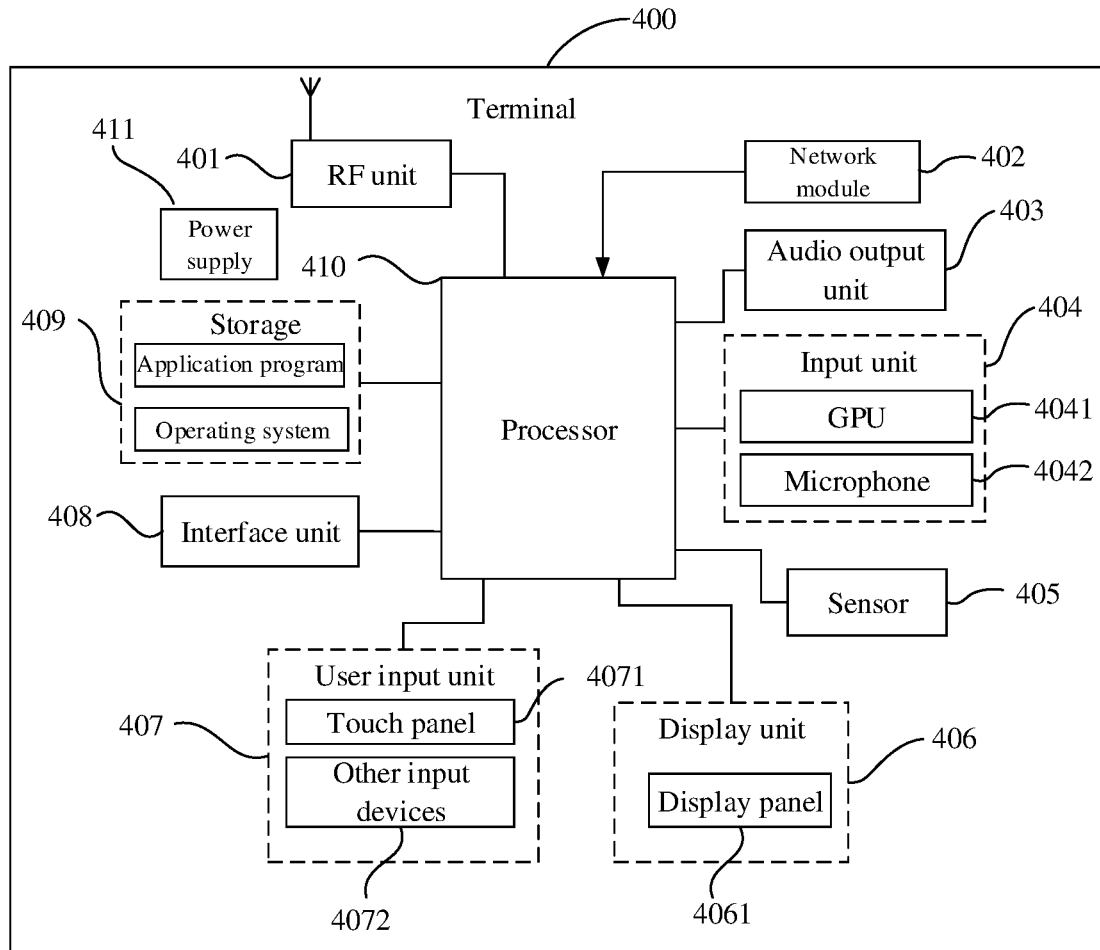 400
Terminal
411
401
RF unit
Network
module
402
403
Power
supply
410
Audio output
unit
409
Storage
Application program
Operating system
404
Input unit
GPU
4041
Microphone
4042
Processor
408
Interface unit
Sensor
405
User input unit
4071
407
Touch panel
Other input
devices
4072
Display unit
406
Display panel
4061